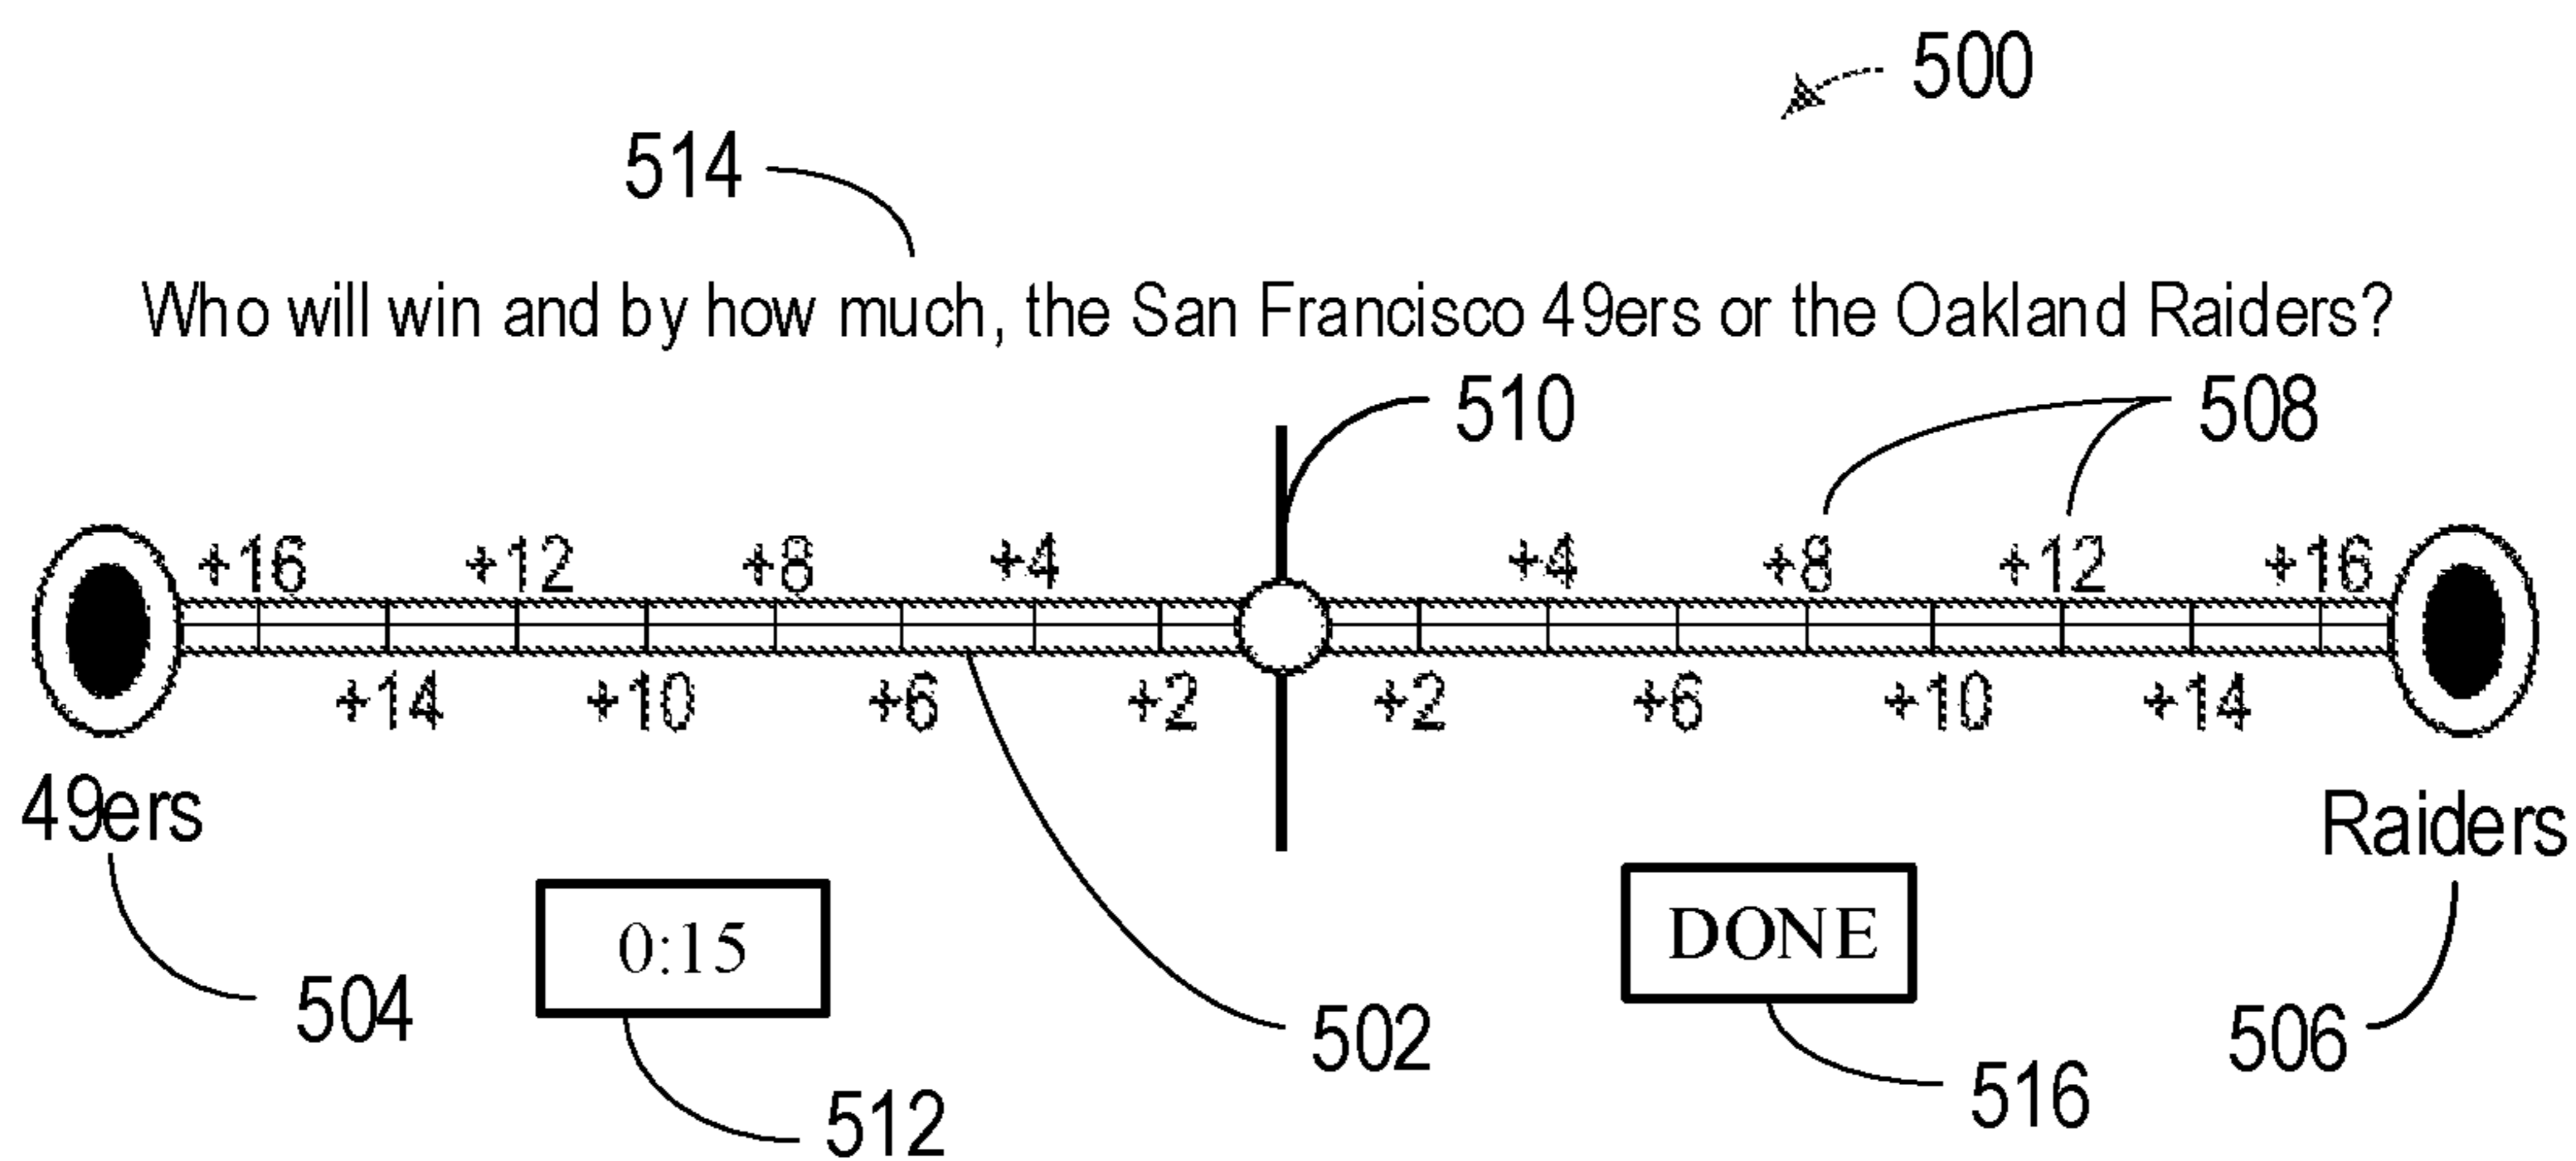 500
514
Who will win and by how much, the San Francisco 49ers or the Oakland Raiders?
510 508
+16 +12 +8 +4 +4 +8 +12 +16
+14 +10 +6 +2 +2 +6 +10 +14
49ers Raiders
0:15 DONE
504 502 506
512 516